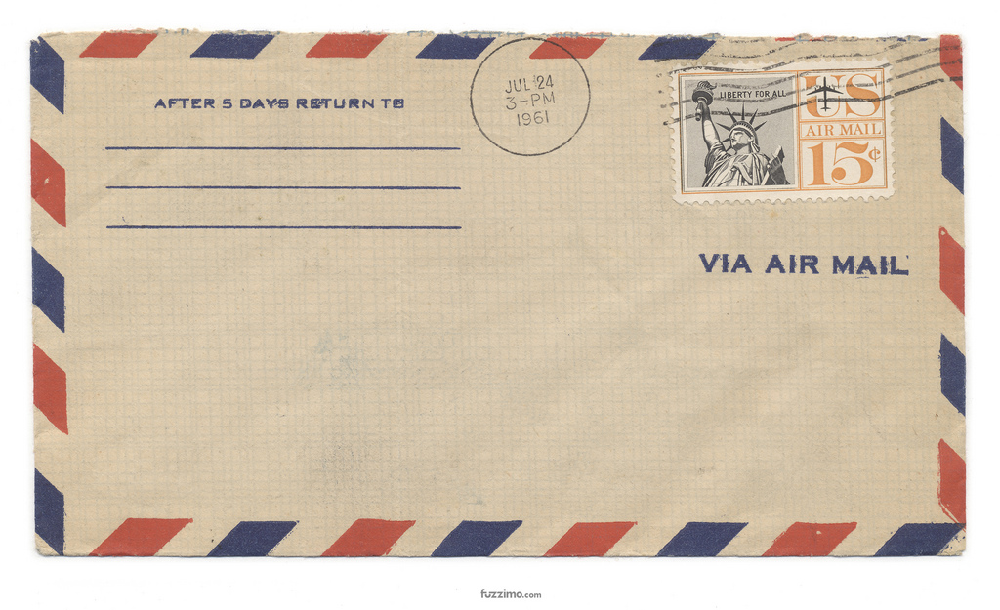 AFTER 5 DAYS RETURN TO
JUL 24
3-PM
1961
LIBERTY FOR ALL
US
AIR MAIL
15¢
VIA AIR MAIL
fuzzimo.com